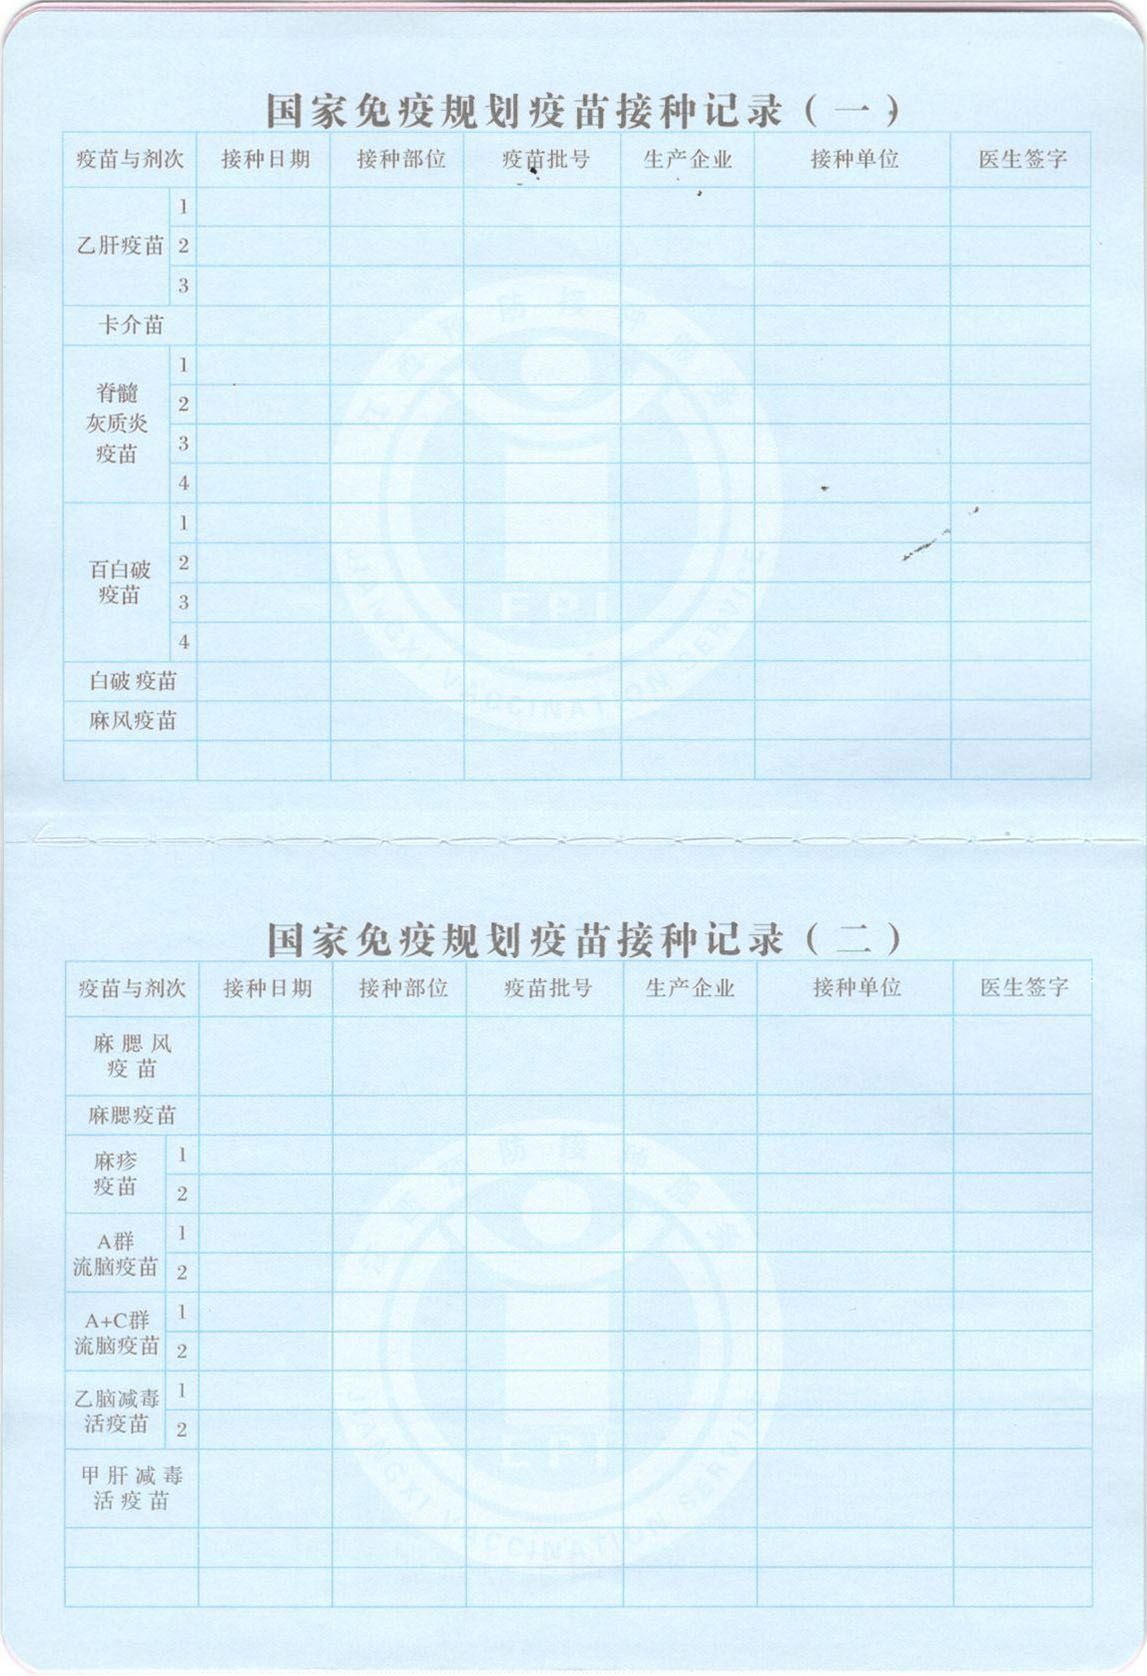 国家免疫规划疫苗接种记录（一）
疫苗与剂次 接种日期 接种部位 疫苗批号 生产企业 接种单位 医生签字
乙肝疫苗
1
2
3
卡介苗
脊髓
灰质炎
疫苗
1
2
3
4
百白破
疫苗
1
2
3
4
白破疫苗
麻风疫苗
江西预防接种服务
EPI
JIANGXI VACCINATION SERVICE
国家免疫规划疫苗接种记录（二）
疫苗与剂次 接种日期 接种部位 疫苗批号 生产企业 接种单位 医生签字
麻腮风
疫苗
麻腮疫苗
麻疹
疫苗
1
2
A群
流脑疫苗
1
2
A+C群
流脑疫苗
1
2
乙脑减毒
活疫苗
1
2
甲肝减毒
活疫苗
江西预防接种服务
EPI
JIANGXI VACCINATION SERVICE